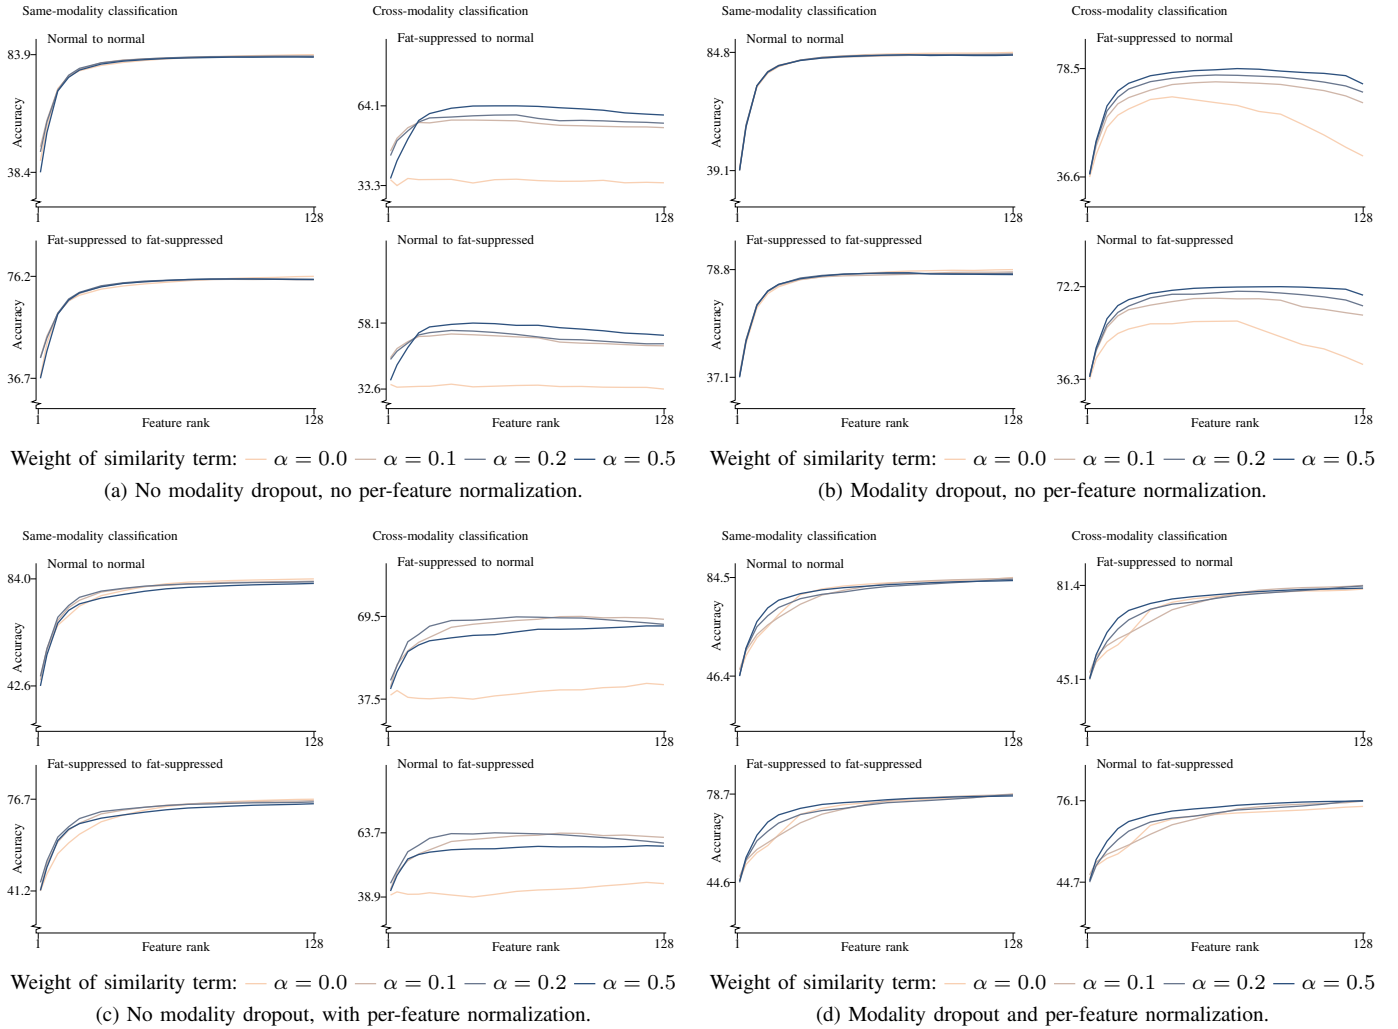 Same-modality classification
Cross-modality classification
Normal to normal
83.9
38.4
Accuracy
1
128
Fat-suppressed to normal
64.1
33.3
1
128
Fat-suppressed to fat-suppressed
76.2
36.7
Accuracy
1
128
Feature rank
Normal to fat-suppressed
58.1
32.6
1
128
Weight of similarity term: α = 0.0 α = 0.1 α = 0.2 α = 0.5
(a) No modality dropout, no per-feature normalization.
Same-modality classification
Cross-modality classification
Normal to normal
84.8
39.1
Accuracy
1
128
Fat-suppressed to normal
78.5
36.6
1
128
Fat-suppressed to fat-suppressed
78.8
37.1
Accuracy
1
128
Feature rank
Normal to fat-suppressed
72.2
36.3
1
128
Weight of similarity term: α = 0.0 α = 0.1 α = 0.2 α = 0.5
(b) Modality dropout, no per-feature normalization.
Same-modality classification
Cross-modality classification
Normal to normal
84.0
42.6
Accuracy
1
128
Fat-suppressed to normal
69.5
37.5
1
128
Fat-suppressed to fat-suppressed
76.7
41.2
Accuracy
1
128
Feature rank
Normal to fat-suppressed
63.7
38.9
1
128
Weight of similarity term: α = 0.0 α = 0.1 α = 0.2 α = 0.5
(c) No modality dropout, with per-feature normalization.
Same-modality classification
Cross-modality classification
Normal to normal
84.5
46.4
Accuracy
1
128
Fat-suppressed to normal
81.4
45.1
1
128
Fat-suppressed to fat-suppressed
78.7
44.6
Accuracy
1
128
Feature rank
Normal to fat-suppressed
76.1
44.7
1
128
Weight of similarity term: α = 0.0 α = 0.1 α = 0.2 α = 0.5
(d) Modality dropout and per-feature normalization.